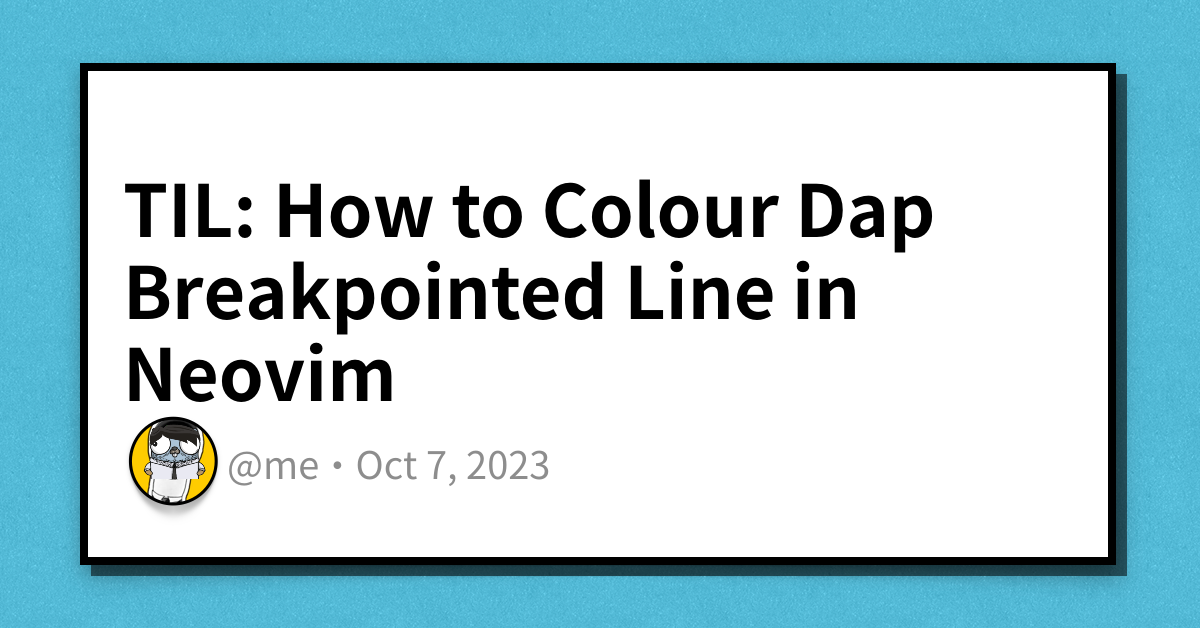 TIL: How to Colour Dap
Breakpointed Line in
Neovim
@me • Oct 7, 2023